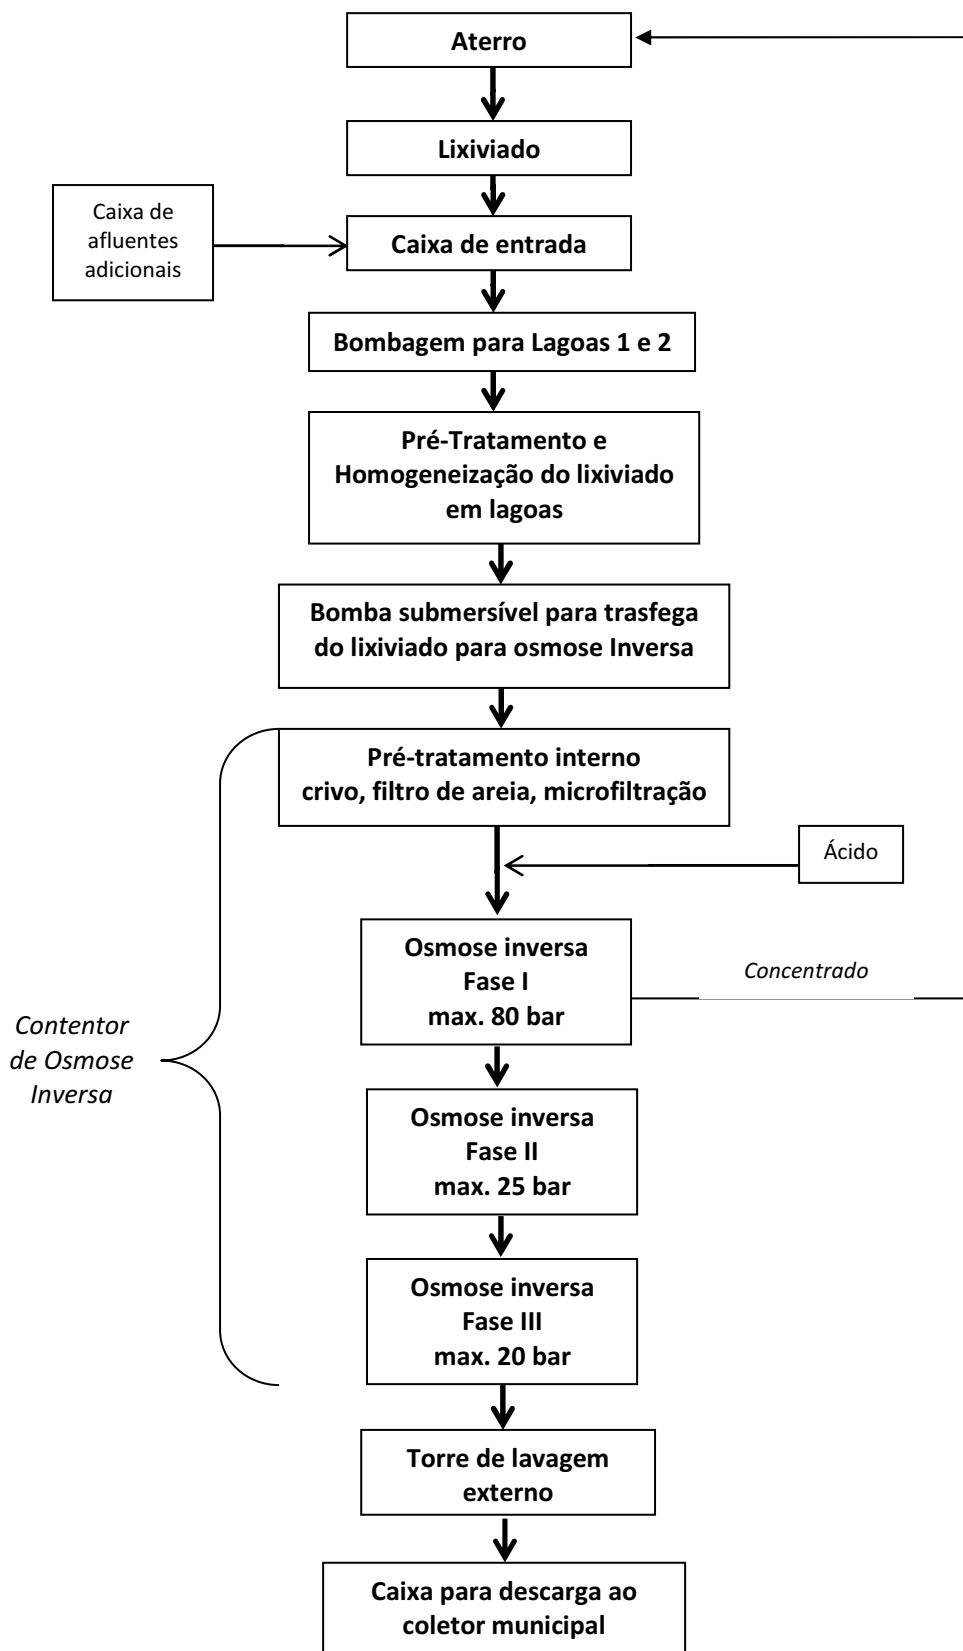 Aterro
Lixiviado
Caixa de
afluentes
adicionais
Caixa de entrada
Bombagem para Lagoas 1 e 2
Pré-Tratamento e
Homogeneização do lixiviado
em lagoas
Bomba submersível para trasfega
do lixiviado para osmose Inversa
Pré-tratamento interno
crivo, filtro de areia, microfiltração
Ácido
Osmose inversa
Fase I
max. 80 bar
Concentrado
Contentor
de Osmose
Inversa
Osmose inversa
Fase II
max. 25 bar
Osmose inversa
Fase III
max. 20 bar
Torre de lavagem
externo
Caixa para descarga ao
coletor municipal